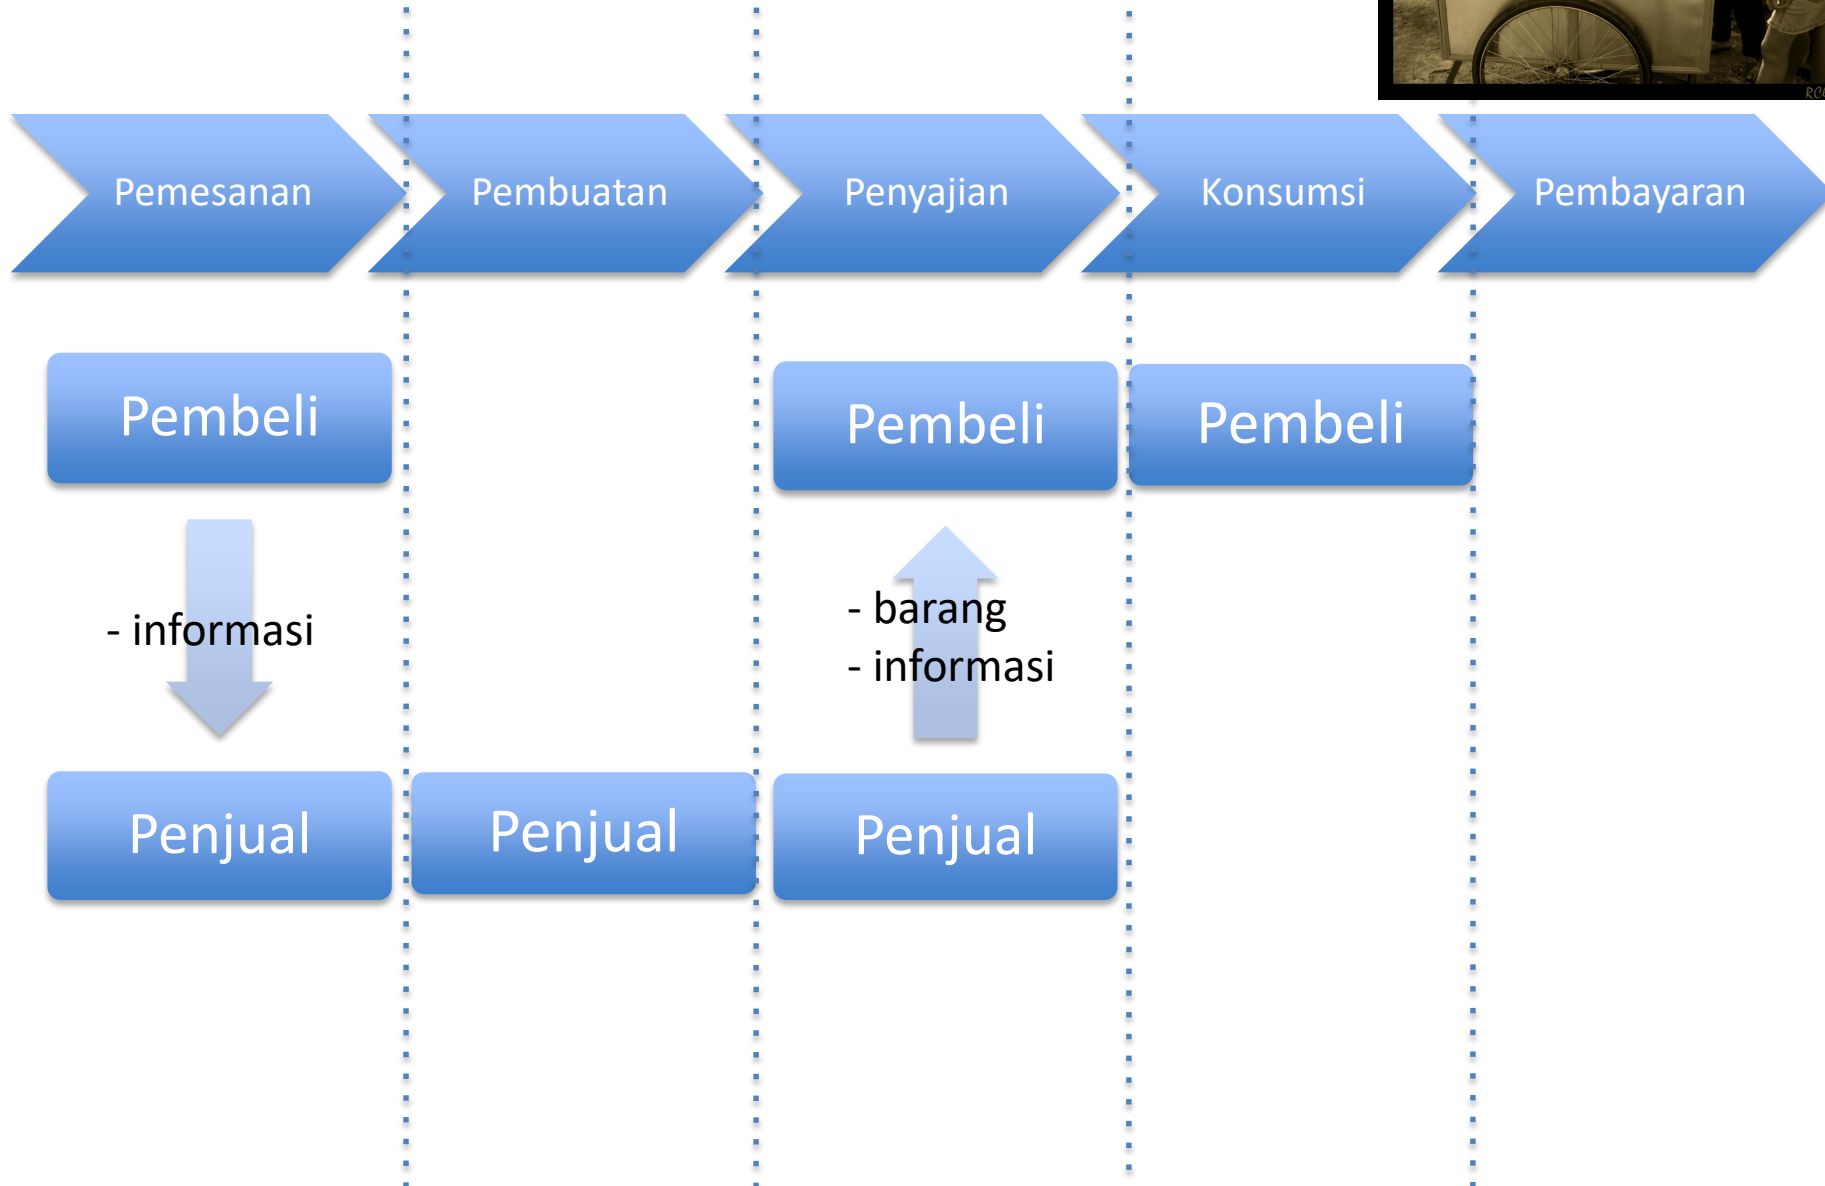 Pemesanan
Pembuatan
Penyajian
Konsumsi
Pembayaran
Pembeli
Pembeli
Pembeli
- informasi
- barang
- informasi
Penjual
Penjual
Penjual